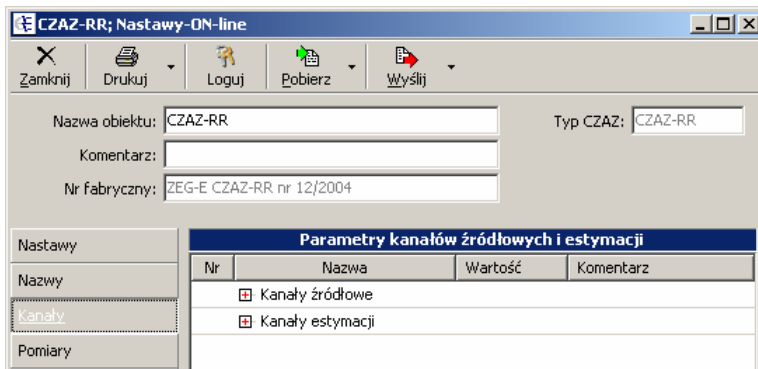 CZAZ-RR; Nastawy-ON-line
Zamknij Drukuj Loguj Pobierz Wyślij
Nazwa obiektu: CZAZ-RR Typ CZAZ: CZAZ-RR
Komentarz:
Nr fabryczny: ZEG-E CZAZ-RR nr 12/2004
Nastawy
Nazwy
Kanały
Pomiary
Parametry kanałów źródłowych i estymacji
Nr Nazwa Wartość Komentarz
Kanały źródłowe
Kanały estymacji